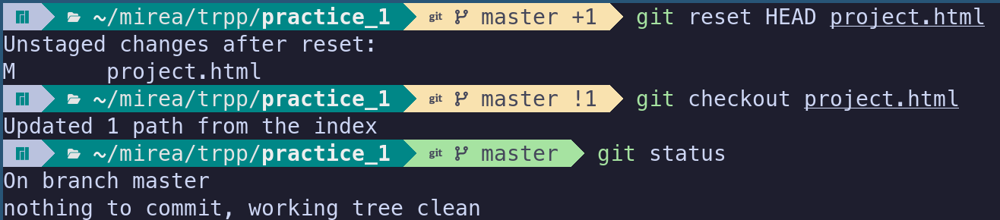 ~/mirea/trpp/practice_1 git master +1 git reset HEAD project.html
Unstaged changes after reset:
M project.html
~/mirea/trpp/practice_1 git master !1 git checkout project.html
Updated 1 path from the index
~/mirea/trpp/practice_1 git master git status
On branch master
nothing to commit, working tree clean